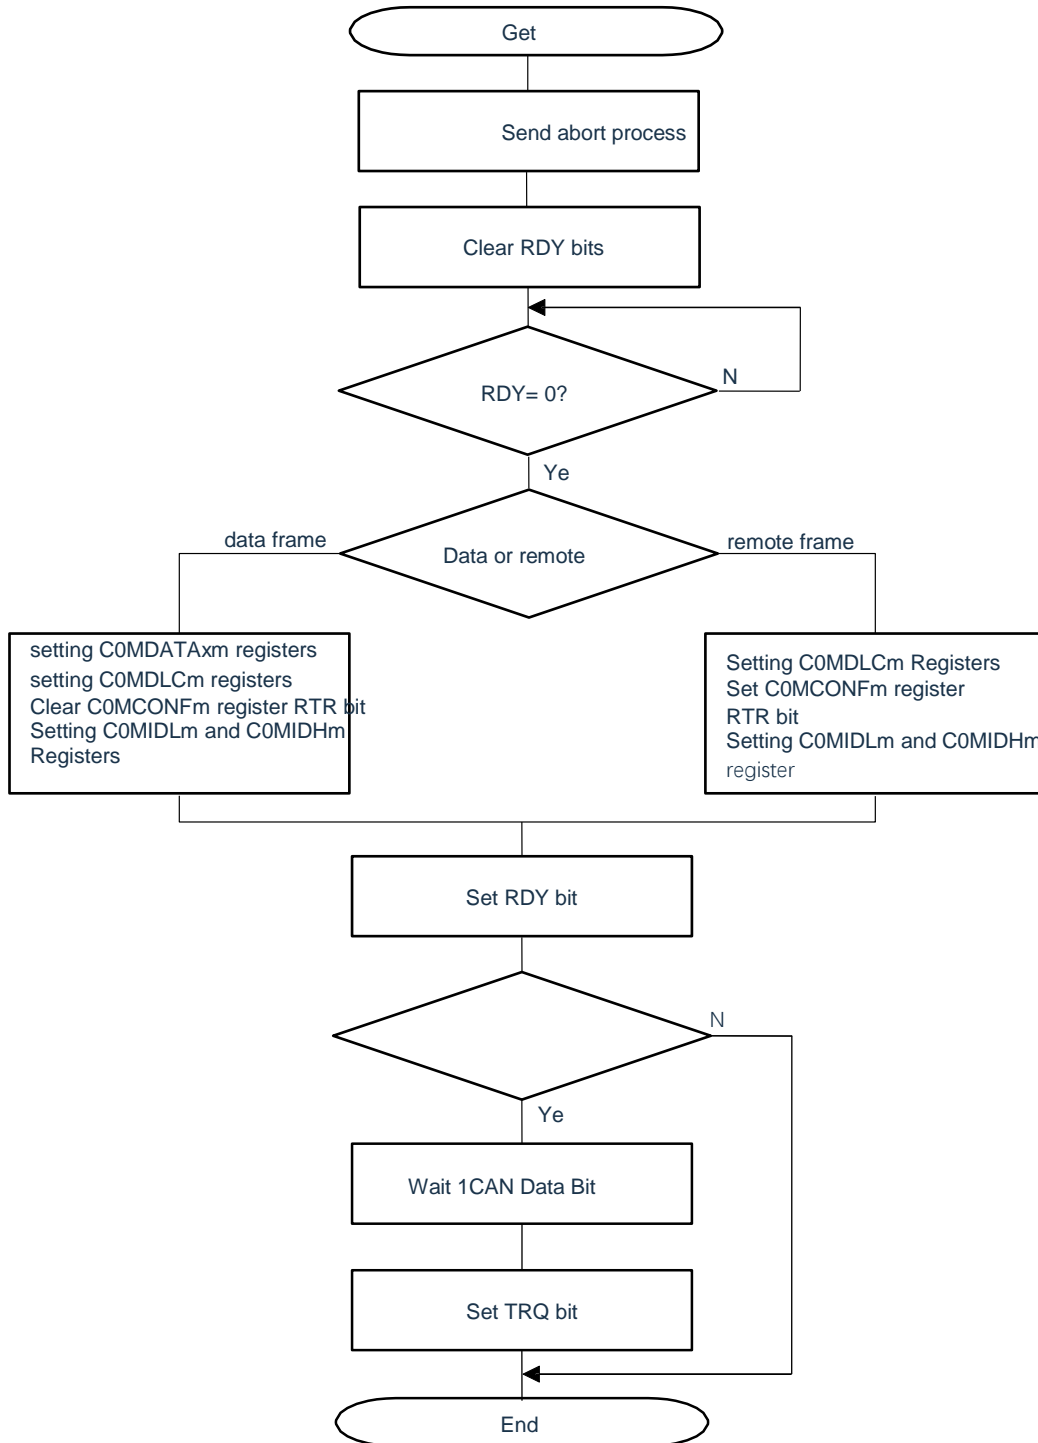 Get
Send abort process
Clear RDY bits
RDY= 0?
N
Ye
Data or remote
data frame
remote frame
setting C0MDATAxm registers
setting C0MDLCm registers
Clear C0MCONFm register RTR bit
Setting C0MIDLm and C0MIDHm
Registers
Setting C0MDLCm Registers
Set C0MCONFm register
RTR bit
Setting C0MIDLm and C0MIDHm
register
Set RDY bit
N
Ye
Wait 1CAN Data Bit
Set TRQ bit
End